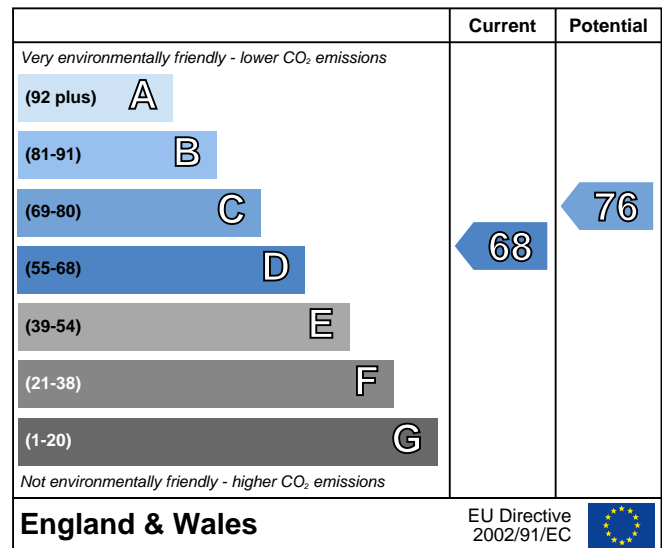 Current Potential
Very environmentally friendly - lower CO₂ emissions
(92 plus) A
(81-91) B
(69-80) C
(55-68) D
(39-54) E
(21-38) F
(1-20) G
68
76
Not environmentally friendly - higher CO₂ emissions
England & Wales
EU Directive
2002/91/EC